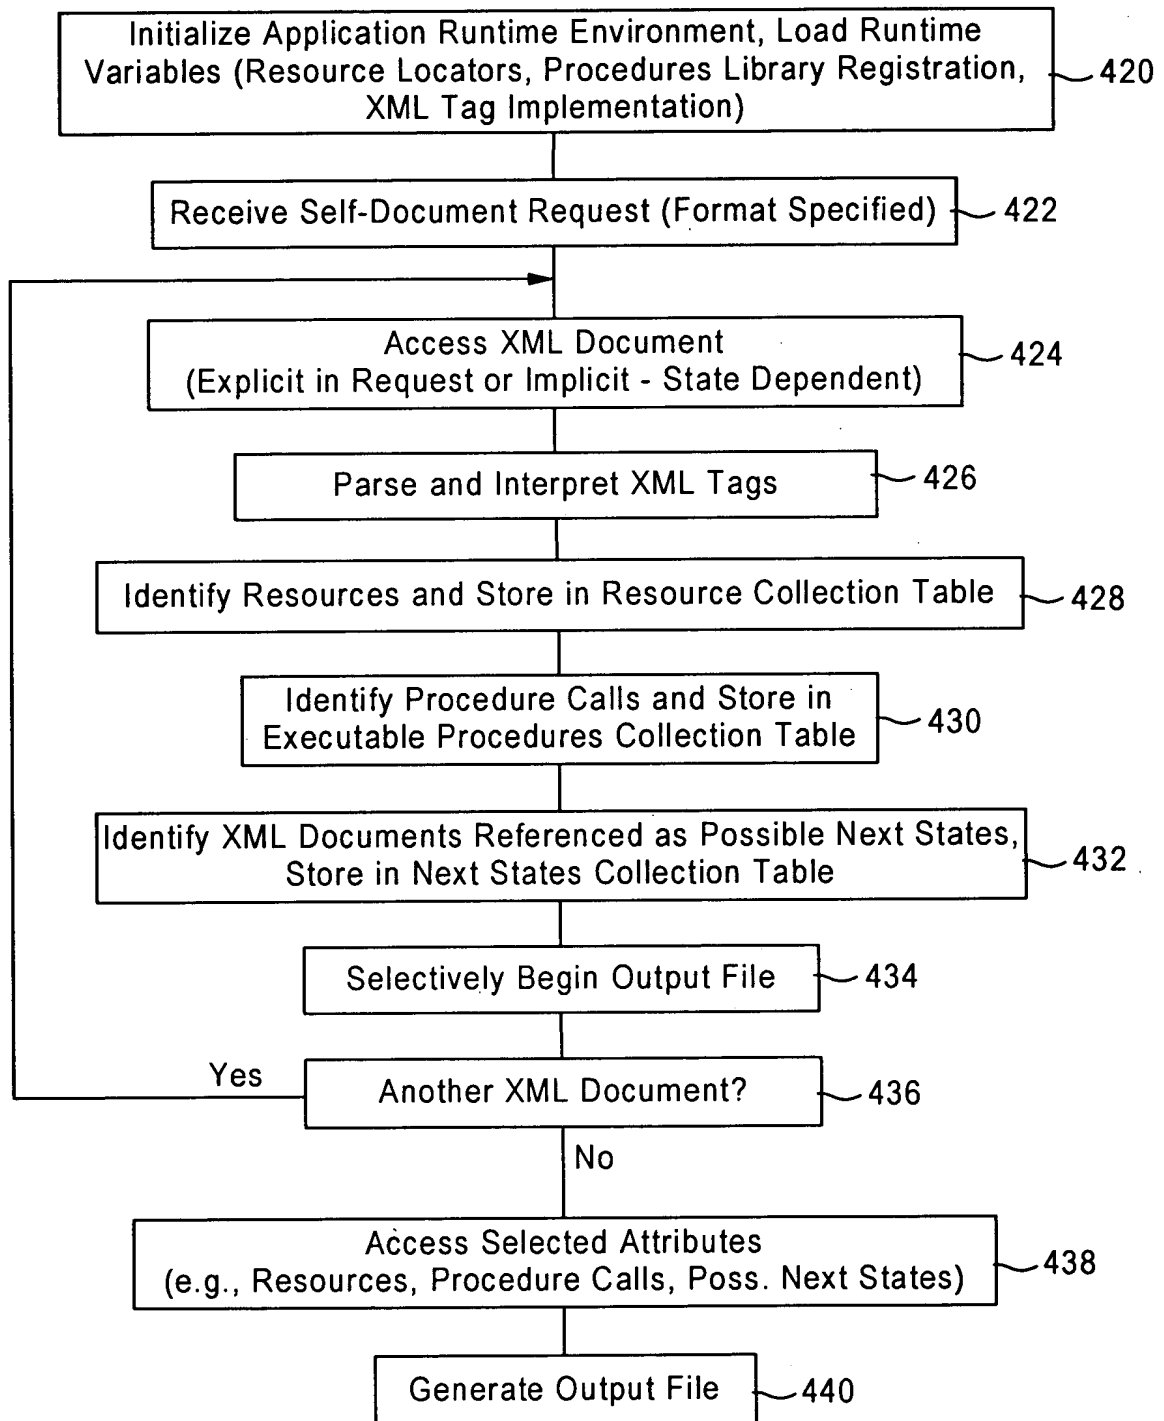 Initialize Application Runtime Environment, Load Runtime
Variables (Resource Locators, Procedures Library Registration,
XML Tag Implementation)
420
Receive Self-Document Request (Format Specified)
422
Access XML Document
(Explicit in Request or Implicit - State Dependent)
424
Parse and Interpret XML Tags
426
Identify Resources and Store in Resource Collection Table
428
Identify Procedure Calls and Store in
Executable Procedures Collection Table
430
Identify XML Documents Referenced as Possible Next States,
Store in Next States Collection Table
432
Selectively Begin Output File
434
Yes
Another XML Document?
436
No
Access Selected Attributes
(e.g., Resources, Procedure Calls, Poss. Next States)
438
Generate Output File
440